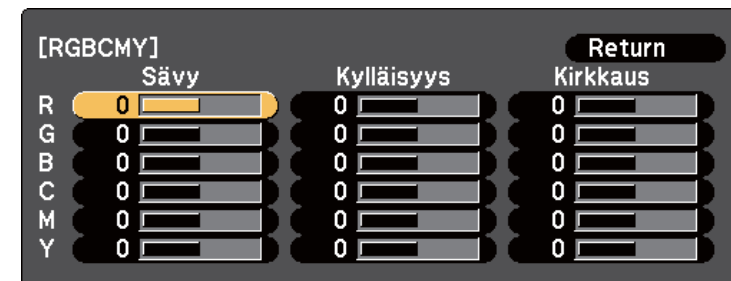 [RGBCMY] Return
Sävy Kylläisyys Kirkkaus
R 0 0 0
G 0 0 0
B 0 0 0
C 0 0 0
M 0 0 0
Y 0 0 0